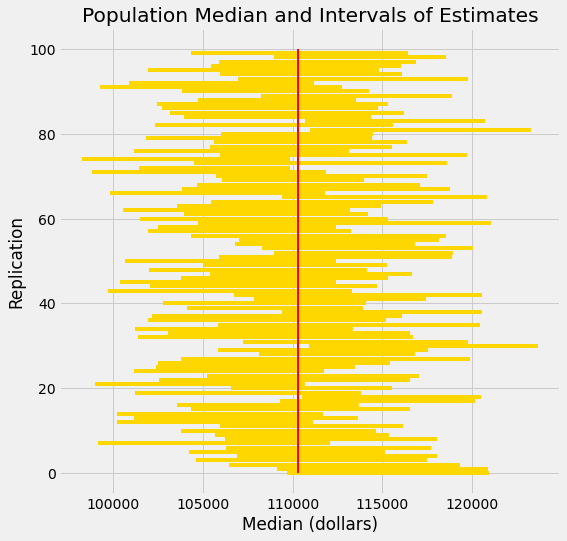 Population Median and Intervals of Estimates
100
80
60
40
20
0
Replication
100000 105000 110000 115000 120000
Median (dollars)